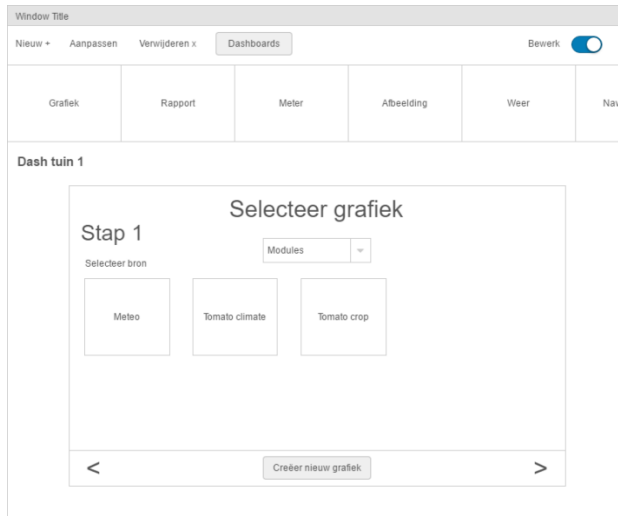 Window Title
Nieuw + Aanpassen Verwijderen x Dashboards Bewerk
Grafiek Rapport Meter Afbeelding Weer Nav
Dash tuin 1
Selecteer grafiek
Stap 1
Modules
Selecteer bron
Meteo Tomato climate Tomato crop
< Creëer nieuw grafiek >